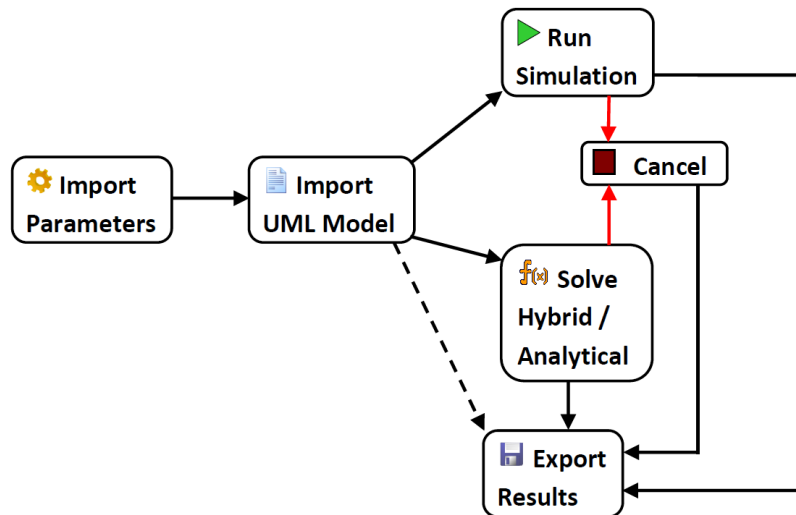 Run
Simulation
Cancel
Import
Parameters
Import
UML Model
f(x) Solve
Hybrid /
Analytical
Export
Results